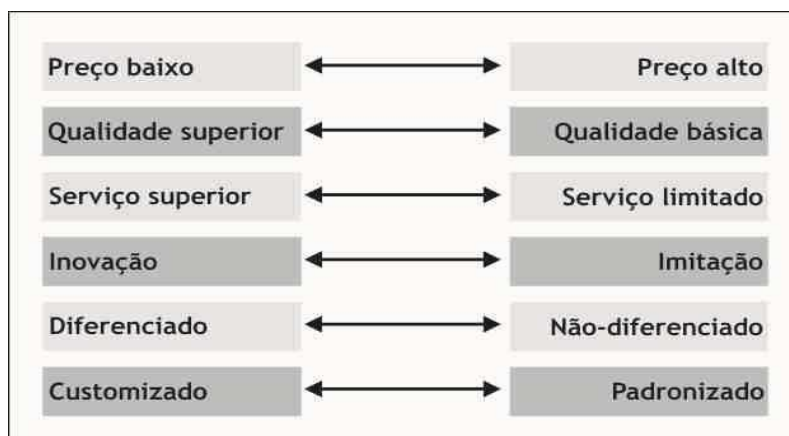 Preço baixo Preço alto
Qualidade superior Qualidade básica
Serviço superior Serviço limitado
Inovação Imitação
Diferenciado Não-diferenciado
Customizado Padronizado